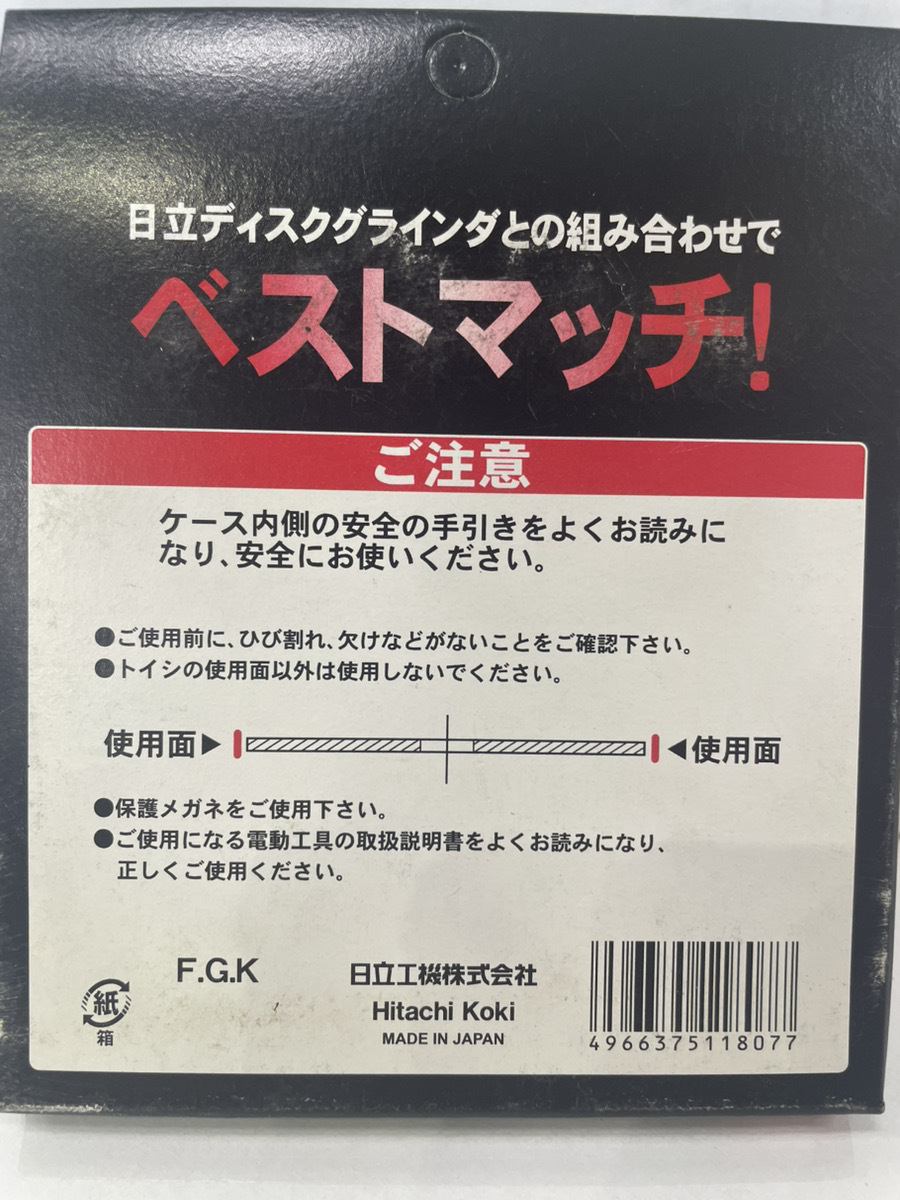 日立ディスクグラインダとの組み合わせで
ベストマッチ!
ご注意
ケース内側の安全の手引きをよくお読みに
なり、安全にお使いください。
●ご使用前に、ひび割れ、欠けなどがないことをご確認下さい。
●トイシの使用面以外は使用しないでください。
使用面▶ ◀使用面
●保護メガネをご使用下さい。
●ご使用になる電動工具の取扱説明書をよくお読みになり、
正しくご使用ください。
紙
箱
F.G.K
日立工機株式会社
Hitachi Koki
MADE IN JAPAN
4966375118077